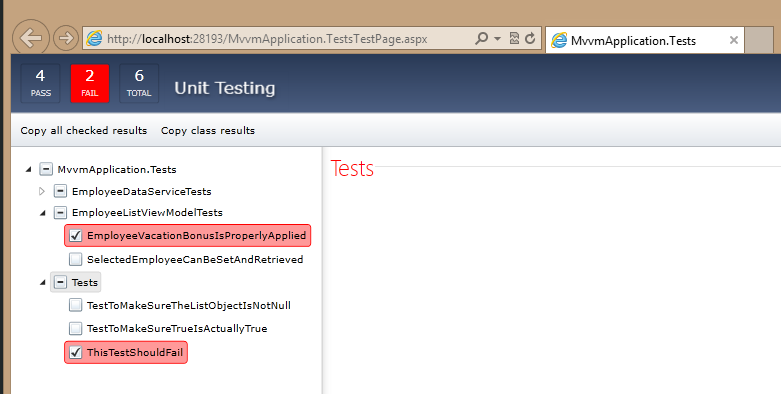 http://localhost:28193/MvvmApplication.TestsTestPage.aspx
MvvmApplication.Tests
4 PASS
2 FAIL
6 TOTAL
Unit Testing
Copy all checked results Copy class results
MvvmApplication.Tests
EmployeeDataServiceTests
EmployeeListViewModelTests
EmployeeVacationBonusIsProperlyApplied
SelectedEmployeeCanBeSetAndRetrieved
Tests
TestToMakeSureTheListObjectIsNotNull
TestToMakeSureTrueIsActuallyTrue
ThisTestShouldFail
Tests